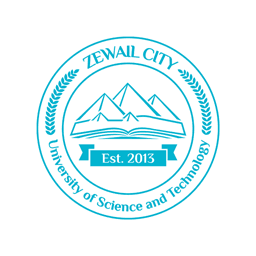 ZEWAIL CITY
Est. 2013
University of Science and Technology